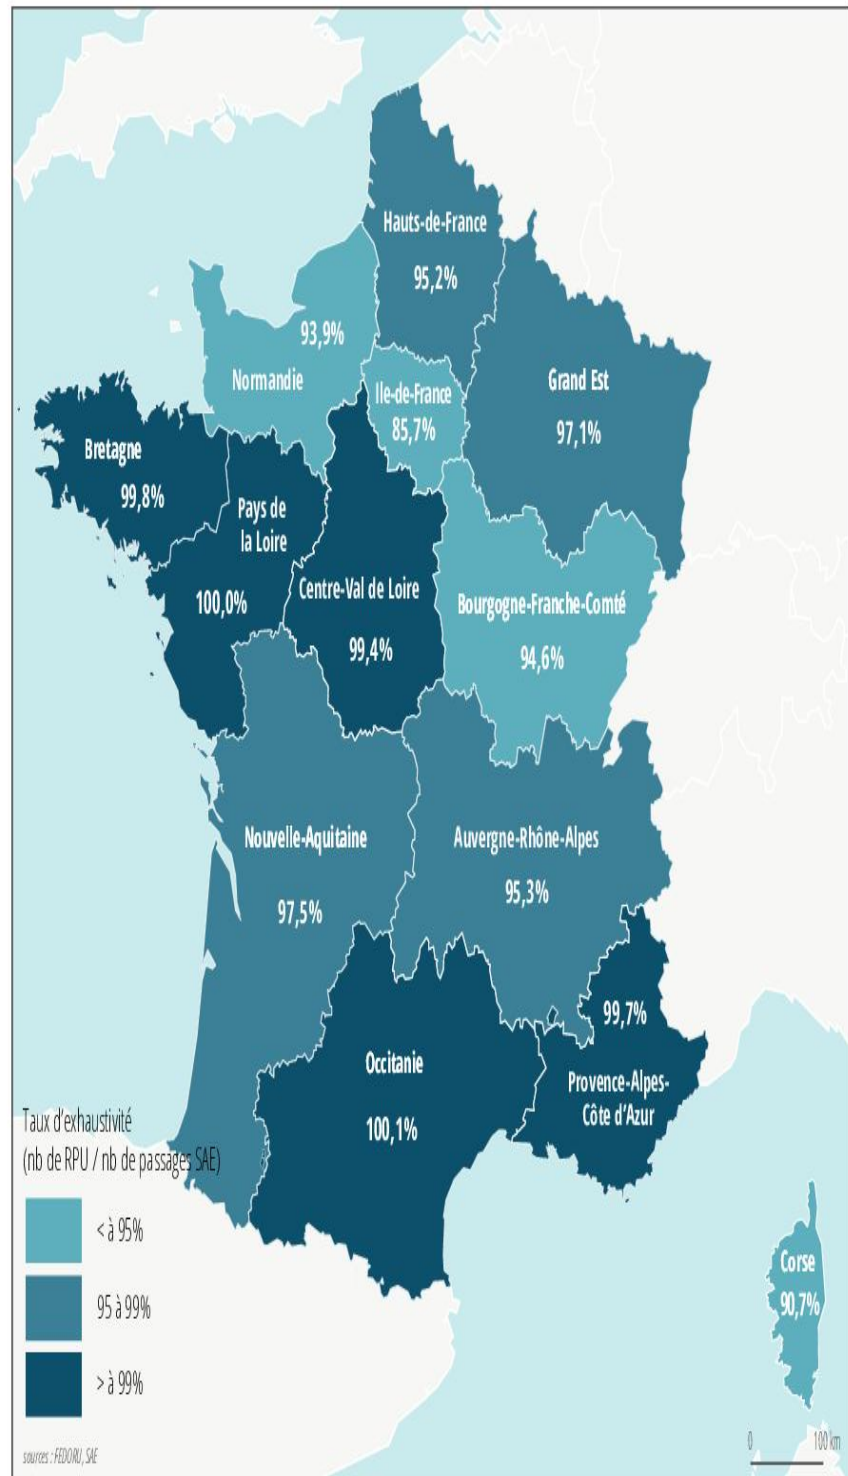 Hauts-de-France
95,2%
93,9%
Normandie
Ile-de-France
85,7%
Grand Est
97,1%
Bretagne
99,8%
Pays de
la Loire
100,0%
Centre-Val de Loire
99,4%
Bourgogne-Franche-Comté
94,6%
Nouvelle-Aquitaine
97,5%
Auvergne-Rhône-Alpes
95,3%
99,7%
Provence-Alpes-
Côte d'Azur
Occitanie
100,1%
Corse
90,7%
Taux d'exhaustivité
(nb de RPU / nb de passages SAE)
< à 95%
95 à 99%
> à 99%
sources : FEDORU, SAE
0 100 km